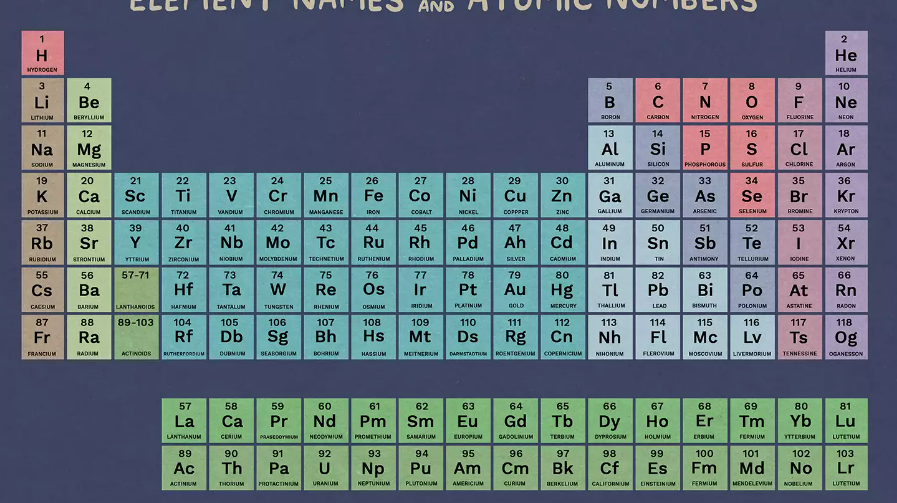 ELEMENT NAMES AND ATOMIC NUMBERS
1 2
H He
HYDROGEN HELIUM
3 4 5 6 7 8 9 10
Li Be B C N O F Ne
LITHIUM BERYLLIUM BORON CARBON NITROGEN OXYGEN FLUORINE NEON
11 12 13 14 15 16 17 18
Na Mg Al Si P S Cl Ar
SODIUM MAGNESIUM ALUMINUM SILICON PHOSPHOROUS SULFUR CHLORINE ARGON
19 20 21 22 23 24 25 26 27 28 29 30 31 32 33 34 35 36
K Ca Sc Ti V Cr Mn Fe Co Ni Cu Zn Ga Ge As Se Br Kr
POTASSIUM CALCIUM SCANDIUM TITANIUM VANDIUM CHROMIUM MANGANESE IRON COBALT NICKEL COPPPER ZINC GALLIUM GERMANIUM ARSENIC SELENIUM BROMINE KRYPTON
37 38 39 40 41 42 43 44 45 46 47 48 49 50 51 52 53 54
Rb Sr Y Zr Nb Mo Tc Ru Rh Pd Ah Cd In Sn Sb Te I Xr
RUBIDIUM STRONTIUM YTTRIUM ZIRCONIUM NIOBIUM MOLYBDENUM TECHNETIUM RUTHENIUM RHODIUM PALLADIUM SILVER CADMIUM INDIUM TIN ANTIMONY TELLURIUM IODINE XENON
55 56 57-71 72 73 74 75 76 77 78 79 80 81 82 63 64 65 66
Cs Ba Hf Ta W Re Os Ir Pt Au Hg Tl Pb Bi Po At Rn
CAESIUM BARIUM LANTHANOIDS HAFNIUM TANTALUM TUNGSTEN RHENIUM OSMIUM IRIDIUM PLATINUM GOLD MERCURY THALLIUM LEAD BISMUTH POLONIUM ASTATINE RADON
87 88 89-103 104 105 106 107 108 109 110 111 112 113 114 115 116 117 118
Fr Ra Rf Db Sg Bh Hs Mt Ds Rg Cn Nh Fl Mc Lv Ts Og
FRANCIUM RADIUM ACTINOIDS DUBNIUM SEABORGIUM BOHRIUM HASSIUM MEITNERIUM ROENTGENIUM COPERNICIUM NIHONIUM FLEROVIUM MOSCOVIUM LIVERMORIUM TENNESSINE OGANESSON
57 58 59 60 61 62 63 64 65 66 67 68 69 80 81
La Ca Pr Nd Pm Sm Eu Gd Tb Dy Ho Er Tm Yb Lu
LANTHANUM CERIUM NEODYMIUM PROMETHIUM SAMARIUM EUROPIUM GADOLINIUM TERBIUM DYPROSIUM HOLMIUM ERBIUM FERMIUM YTTERBIUM LUTETIUM
89 90 91 92 93 94 95 96 97 98 99 100 101 102 103
Ac Th Pa U Np Pu Am Cm Bk Cf Es Fm Md No Lr
ACTINIUM THORIUM PROTACTINIUM URANIUM NEPTUNIUM PLUTONIUM AMERICIUM CURIUM BERKELIUM CALIFORNIUM EINSTEINIUM FERMIUM MENDELEVIUM NOBELIUM LUTETIUM